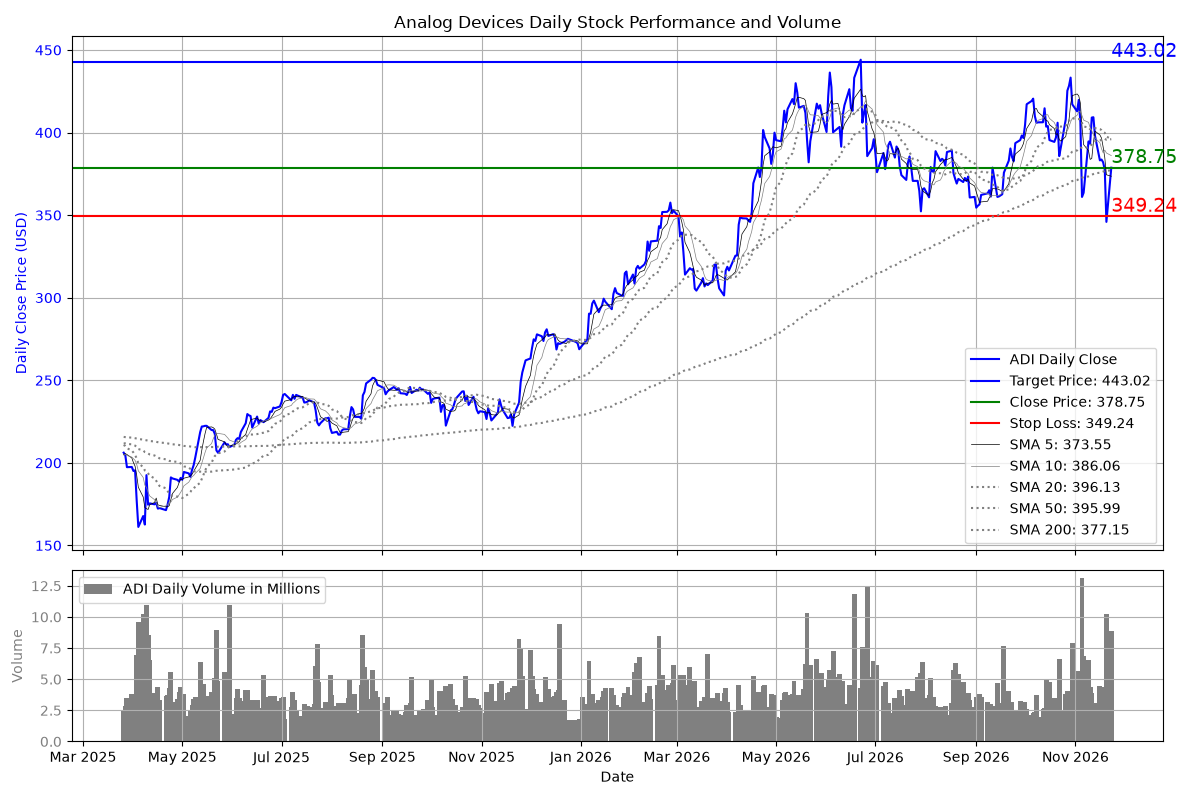 Analog Devices Daily Stock Performance and Volume
Daily Close Price (USD)
450
400
350
300
250
200
150
443.02
378.75
349.24
ADI Daily Close
Target Price: 443.02
Close Price: 378.75
Stop Loss: 349.24
SMA 5: 373.55
SMA 10: 386.06
SMA 20: 396.13
SMA 50: 395.99
SMA 200: 377.15
Volume
12.5
10.0
7.5
5.0
2.5
0.0
ADI Daily Volume in Millions
Mar 2025 May 2025 Jul 2025 Sep 2025 Nov 2025 Jan 2026 Mar 2026 May 2026 Jul 2026 Sep 2026 Nov 2026
Date